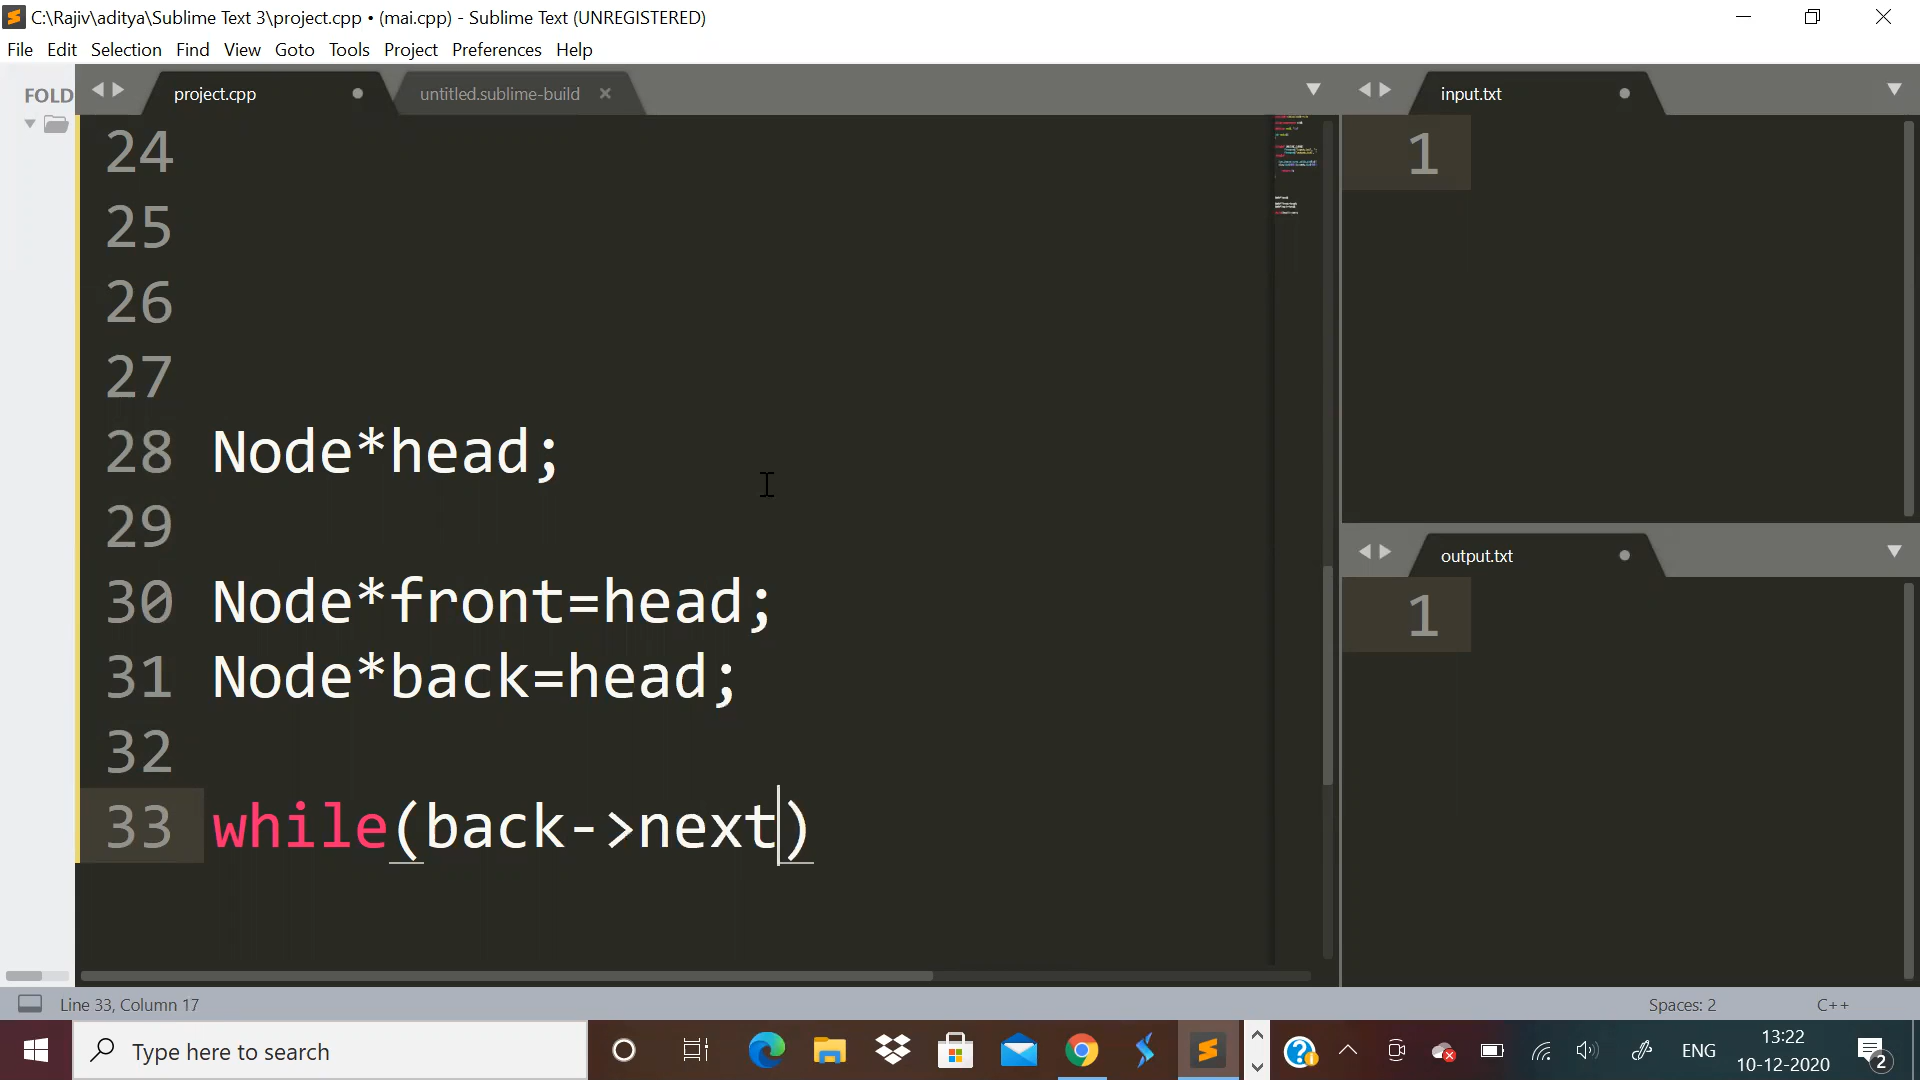 C:\Rajiv\aditya\Sublime Text 3\project.cpp • (mai.cpp) - Sublime Text (UNREGISTERED)
File Edit Selection Find View Goto Tools Project Preferences Help
FOLD
project.cpp
untitled.sublime-build
input.txt
24
25
26
27
28 Node*head;
29
30 Node*front=head;
31 Node*back=head;
32
33 while(back->next)
1
output.txt
1
Line 33, Column 17
Spaces: 2
C++
Type here to search
ENG
13:22
10-12-2020
2